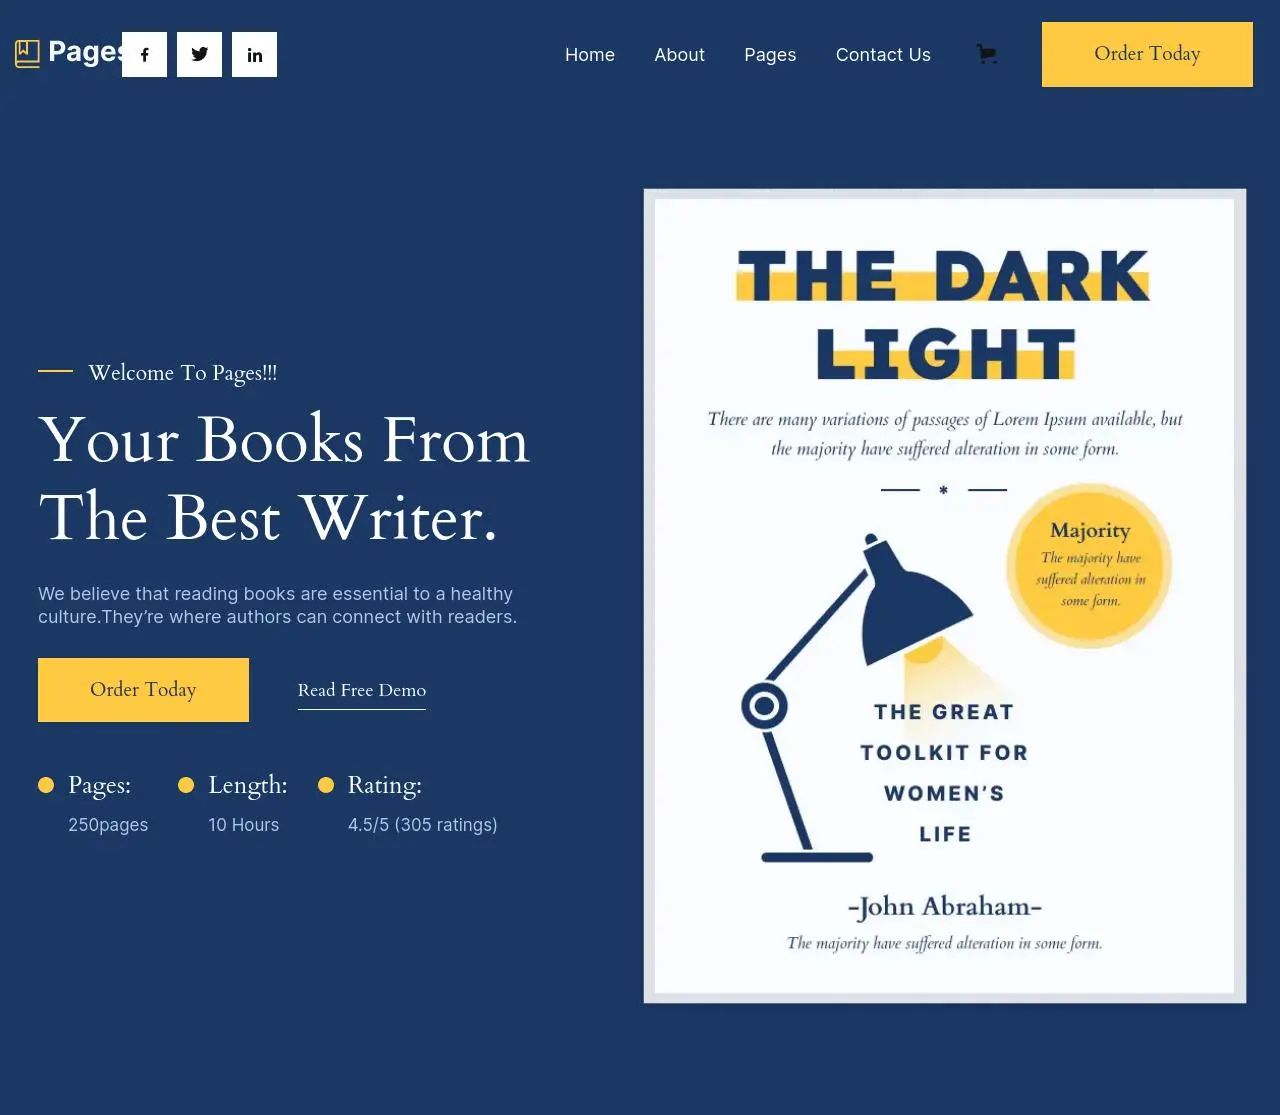 Pages
Home
About
Pages
Contact Us
Order Today
Welcome To Pages!!!
Your Books From
The Best Writer.
We believe that reading books are essential to a healthy
culture.They’re where authors can connect with readers.
Order Today
Read Free Demo
Pages:
250pages
Length:
10 Hours
Rating:
4.5/5 (305 ratings)
THE DARK
LIGHT
There are many variations of passages of Lorem Ipsum available, but
the majority have suffered alteration in some form.
*
Majority
The majority have
suffered alteration in
some form.
THE GREAT
TOOLKIT FOR
WOMEN’S
LIFE
-John Abraham-
The majority have suffered alteration in some form.